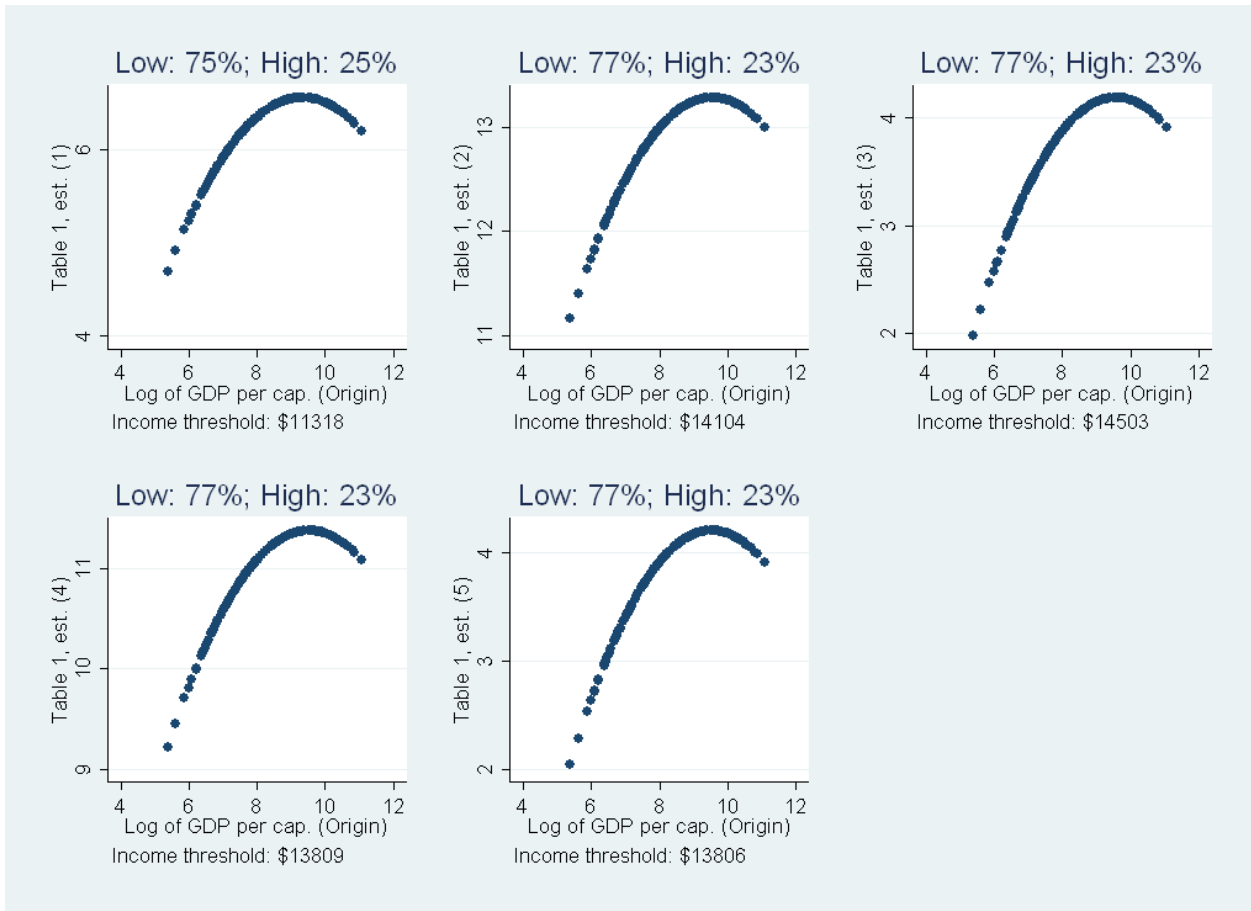 Low: 75%; High: 25%
Table 1, est. (1)
6
4
4 6 8 10 12
Log of GDP per cap. (Origin)
Income threshold: $11318
Low: 77%; High: 23%
Table 1, est. (2)
13
12
11
4 6 8 10 12
Log of GDP per cap. (Origin)
Income threshold: $14104
Low: 77%; High: 23%
Table 1, est. (3)
4
3
2
4 6 8 10 12
Log of GDP per cap. (Origin)
Income threshold: $14503
Low: 77%; High: 23%
Table 1, est. (4)
11
10
9
4 6 8 10 12
Log of GDP per cap. (Origin)
Income threshold: $13809
Low: 77%; High: 23%
Table 1, est. (5)
4
3
2
4 6 8 10 12
Log of GDP per cap. (Origin)
Income threshold: $13806